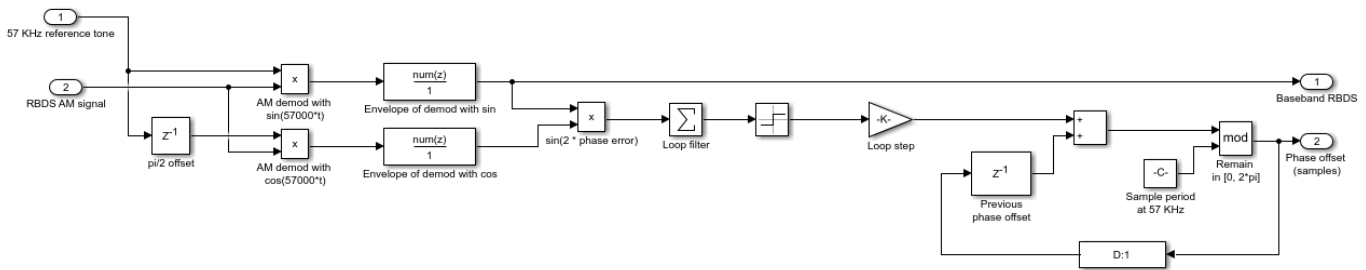 1
57 KHz reference tone
2
RBDS AM signal
z-1
pi/2 offset
x
AM demod with
sin(57000*t)
x
AM demod with
cos(57000*t)
num(z)
1
Envelope of demod with sin
num(z)
1
Envelope of demod with cos
x
sin(2 * phase error)
Σ
Loop filter
-K-
Loop step
+
+
z-1
Previous
phase offset
-C-
Sample period
at 57 KHz
mod
Remain
in [0, 2*pi]
D:1
1
Baseband RBDS
2
Phase offset
(samples)